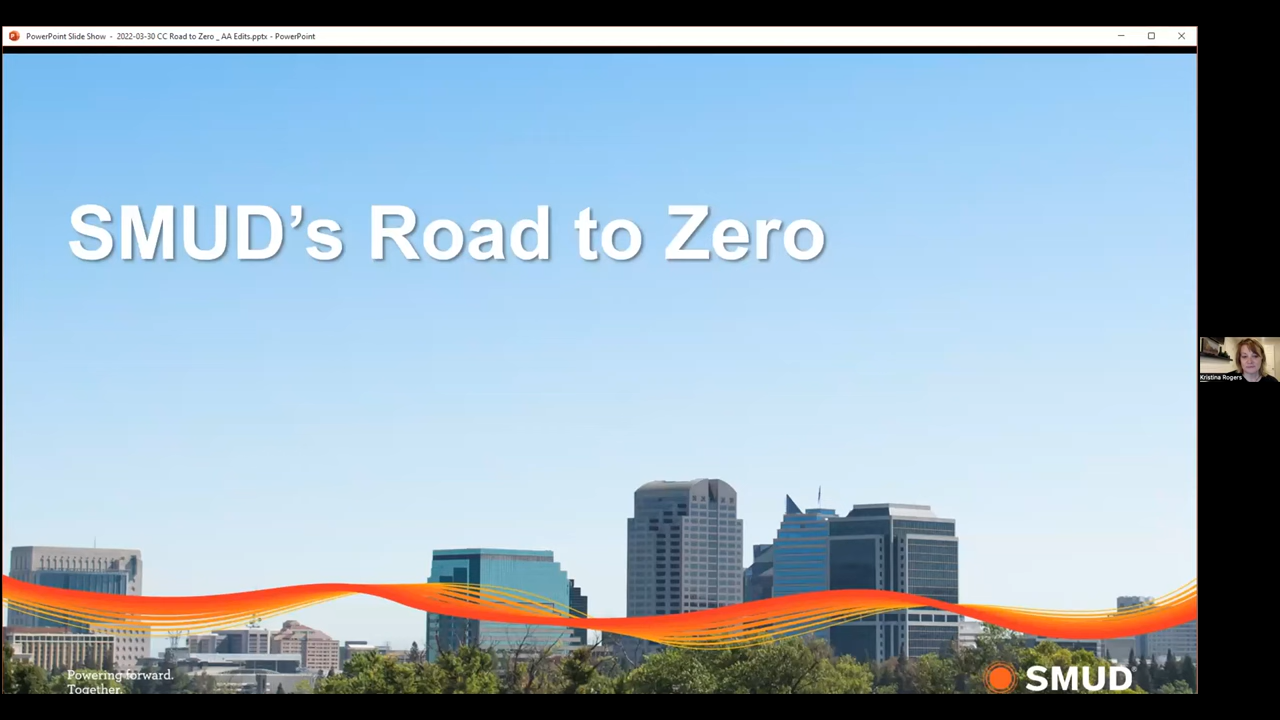 PowerPoint Slide Show - 2022-03-30 CC Road to Zero _ AA Edits.pptx - PowerPoint
SMUD's Road to Zero
Kristina Rogers
Powering forward.
Together.
SMUD